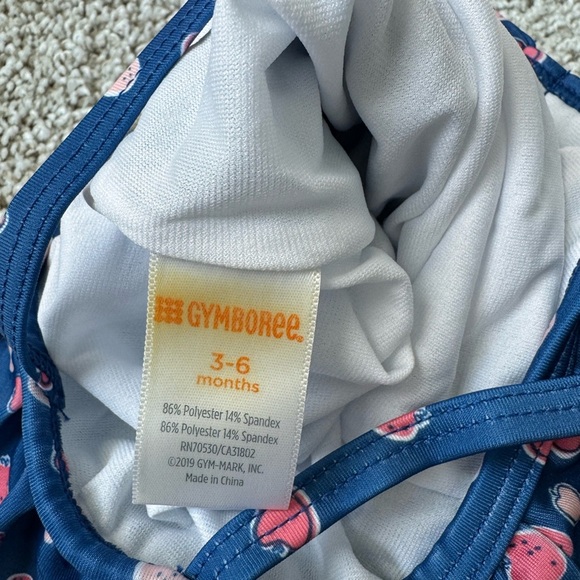 GYMBOREE
3-6
months
86% Polyester 14% Spandex
86% Polyester 14% Spandex
RN70530/CA31802
©2019 GYM-MARK, INC.
Made in China